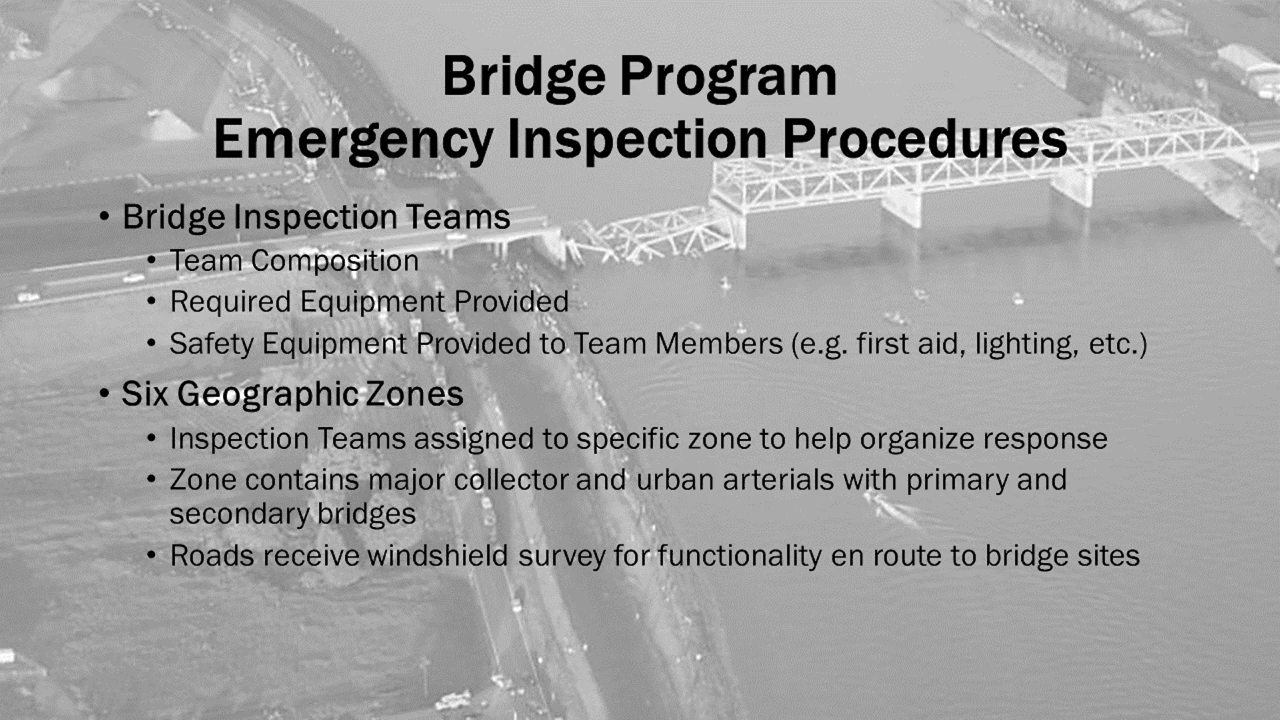 Bridge Program
Emergency Inspection Procedures
• Bridge Inspection Teams
• Team Composition
• Required Equipment Provided
• Safety Equipment Provided to Team Members (e.g. first aid, lighting, etc.)
• Six Geographic Zones
• Inspection Teams assigned to specific zone to help organize response
• Zone contains major collector and urban arterials with primary and
secondary bridges
• Roads receive windshield survey for functionality en route to bridge sites